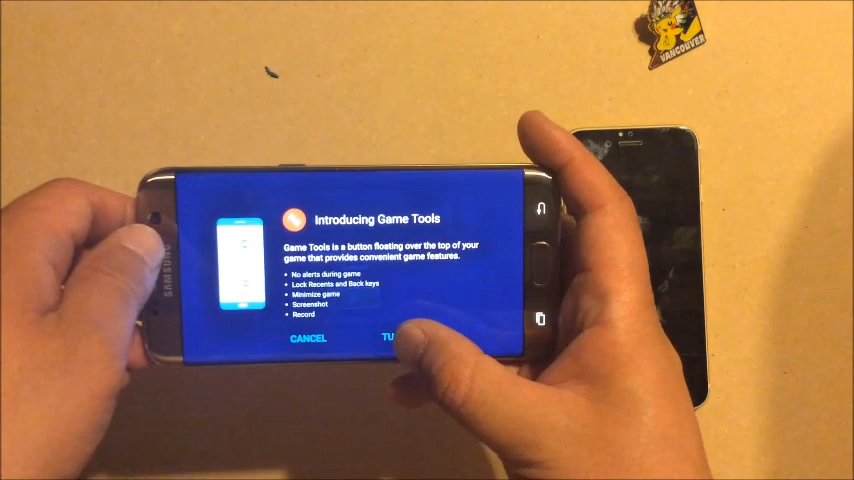 VANCOUVER
SAMSUNG
Introducing Game Tools
Game Tools is a button floating over the top of your
game that provides convenient game features.
• No alerts during game
• Lock Recents and Back keys
• Minimize game
• Screenshot
• Record
CANCEL
TU